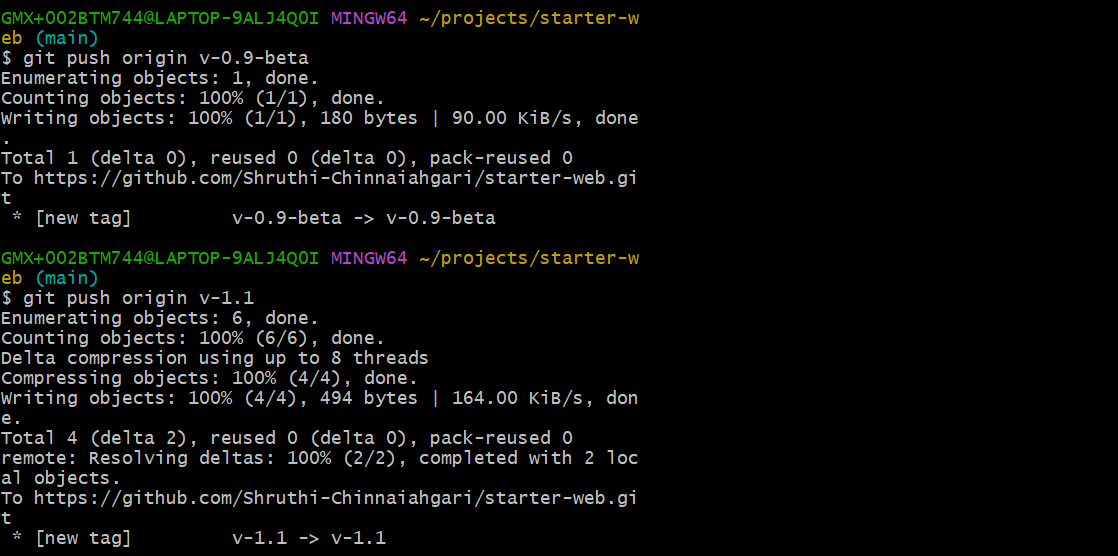 GMX+002BTM744@LAPTOP-9ALJ4Q0I MINGW64 ~/projects/starter-w
eb (main)
$ git push origin v-0.9-beta
Enumerating objects: 1, done.
Counting objects: 100% (1/1), done.
Writing objects: 100% (1/1), 180 bytes | 90.00 KiB/s, done
.
Total 1 (delta 0), reused 0 (delta 0), pack-reused 0
To https://github.com/Shruthi-Chinnaiahgari/starter-web.gi
t
 * [new tag]         v-0.9-beta -> v-0.9-beta

GMX+002BTM744@LAPTOP-9ALJ4Q0I MINGW64 ~/projects/starter-w
eb (main)
$ git push origin v-1.1
Enumerating objects: 6, done.
Counting objects: 100% (6/6), done.
Delta compression using up to 8 threads
Compressing objects: 100% (4/4), done.
Writing objects: 100% (4/4), 494 bytes | 164.00 KiB/s, don
e.
Total 4 (delta 2), reused 0 (delta 0), pack-reused 0
remote: Resolving deltas: 100% (2/2), completed with 2 loc
al objects.
To https://github.com/Shruthi-Chinnaiahgari/starter-web.gi
t
 * [new tag]         v-1.1 -> v-1.1